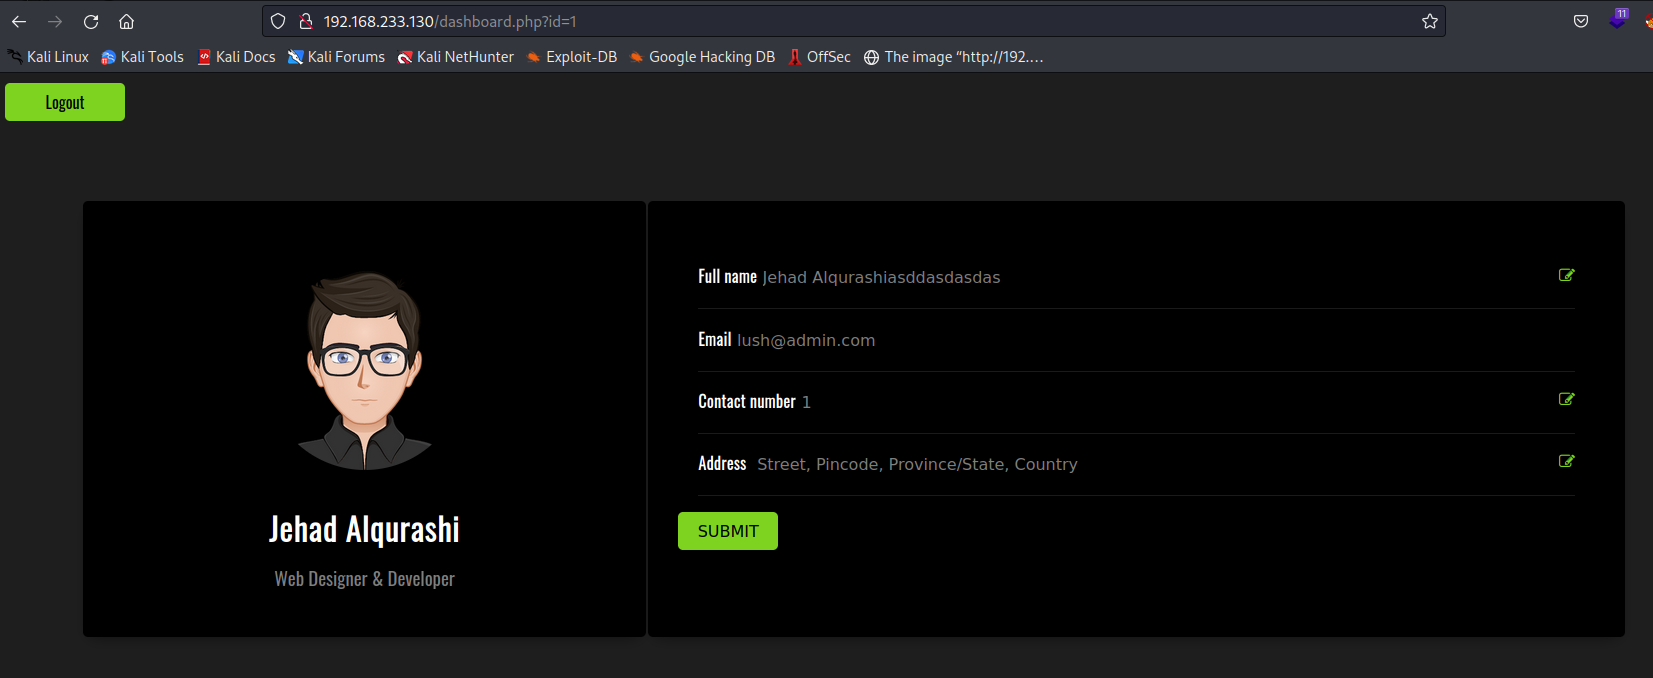 192.168.233.130/dashboard.php?id=1
11
Kali Linux Kali Tools Kali Docs Kali Forums Kali NetHunter Exploit-DB Google Hacking DB OffSec The image “http://192.…
Logout
Jehad Alqurashi
Web Designer & Developer
Full name Jehad Alqurashiasddasdasdas
Email lush@admin.com
Contact number 1
Address Street, Pincode, Province/State, Country
SUBMIT